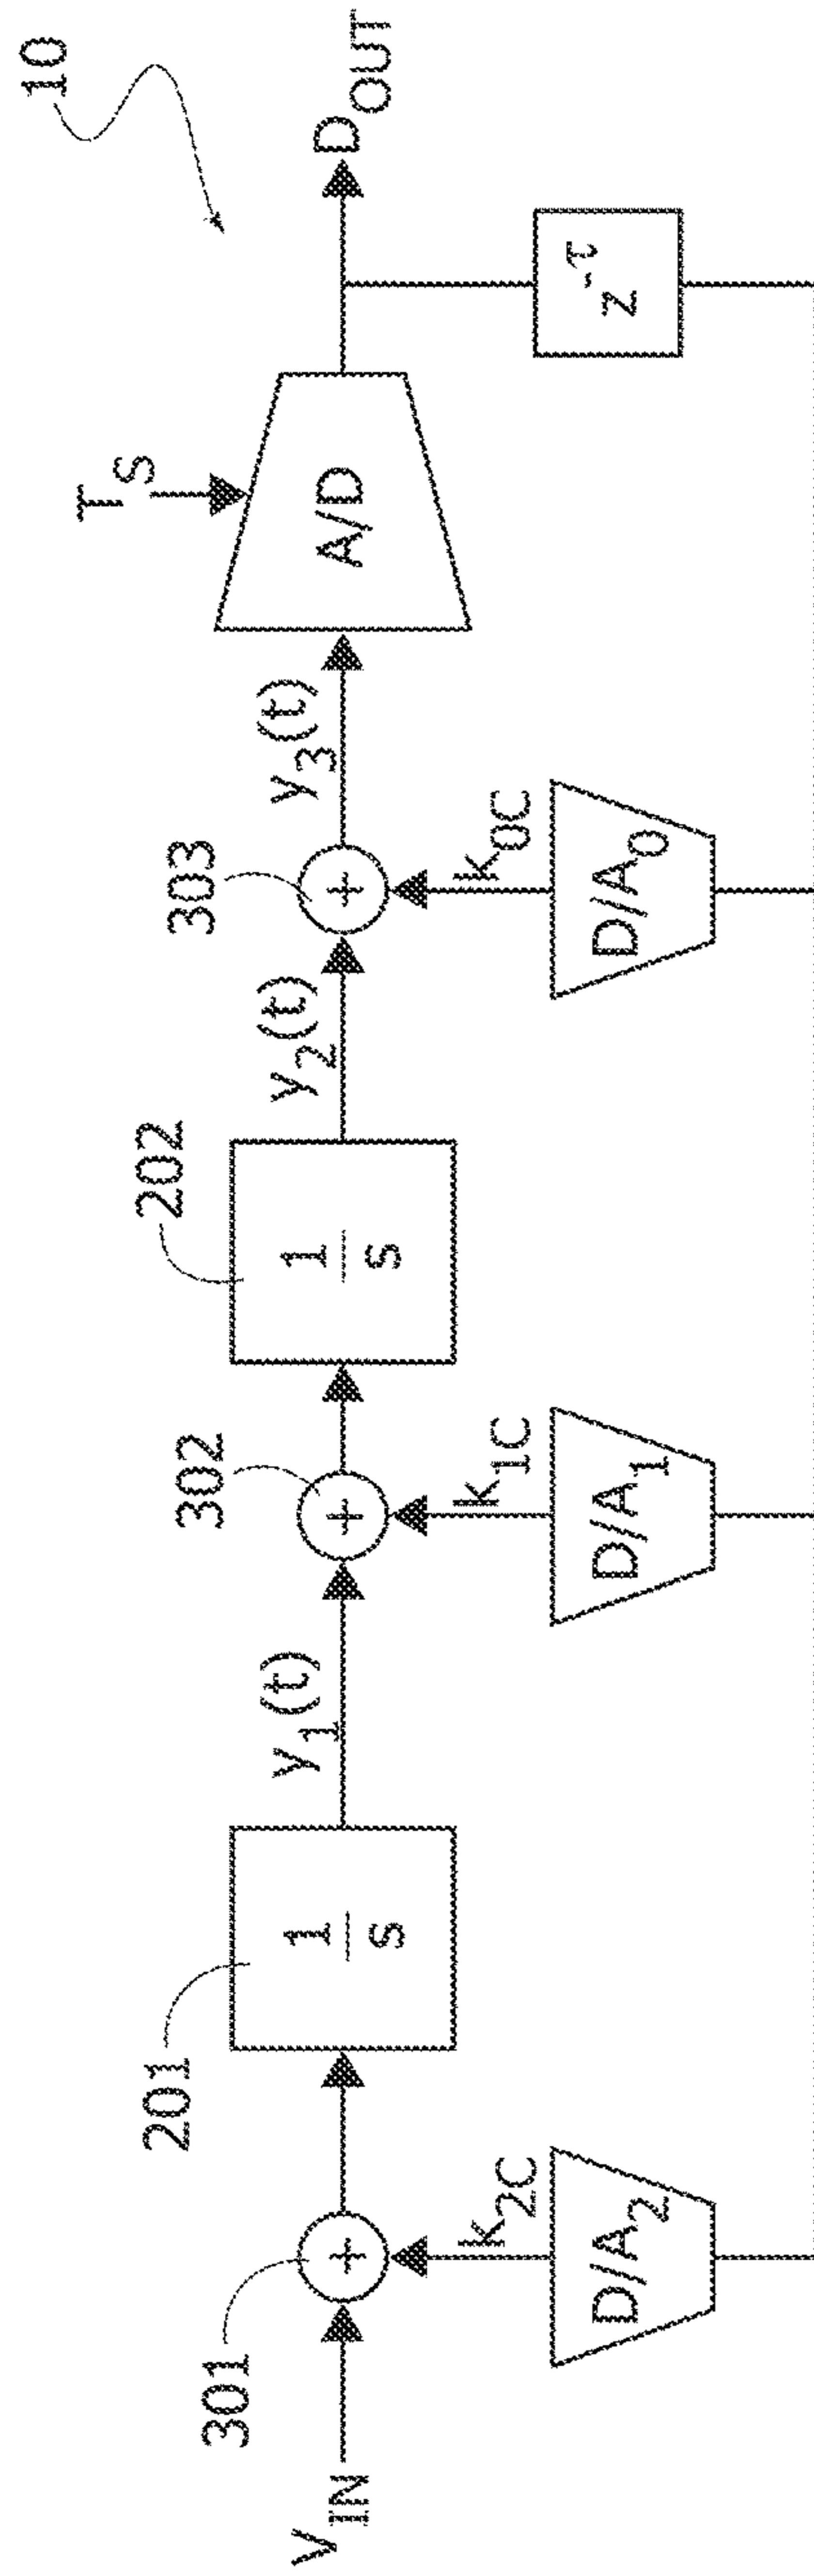 10
T_S
201
202
301
302
303
V_IN
1/s
y_1(t)
1/s
y_2(t)
y_3(t)
A/D
D_OUT
+
+
+
k_2C
k_1C
k_0C
D/A_2
D/A_1
D/A_0
z^-τ